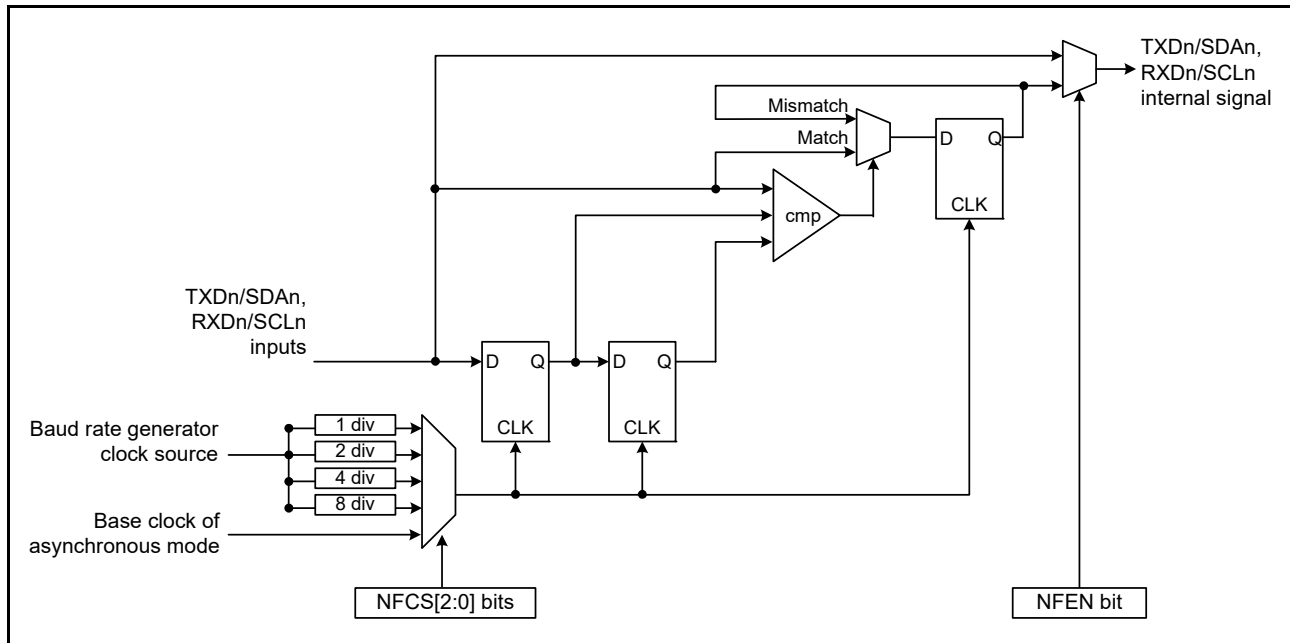 TXDn/SDAn,
RXDn/SCLn
internal signal
Mismatch
Match
D
Q
CLK
cmp
TXDn/SDAn,
RXDn/SCLn
inputs
D
Q
CLK
D
Q
CLK
Baud rate generator
clock source
1 div
2 div
4 div
8 div
Base clock of
asynchronous mode
NFCS[2:0] bits
NFEN bit